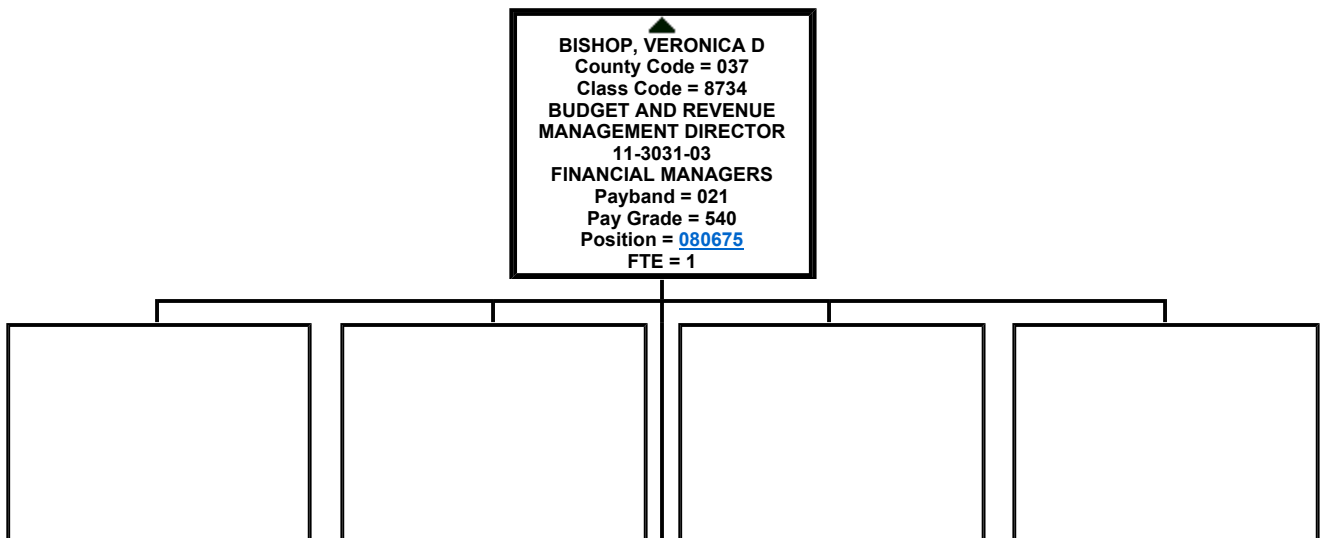 BISHOP, VERONICA D
County Code = 037
Class Code = 8734
BUDGET AND REVENUE
MANAGEMENT DIRECTOR
11-3031-03
FINANCIAL MANAGERS
Payband = 021
Pay Grade = 540
Position = 080675
FTE = 1